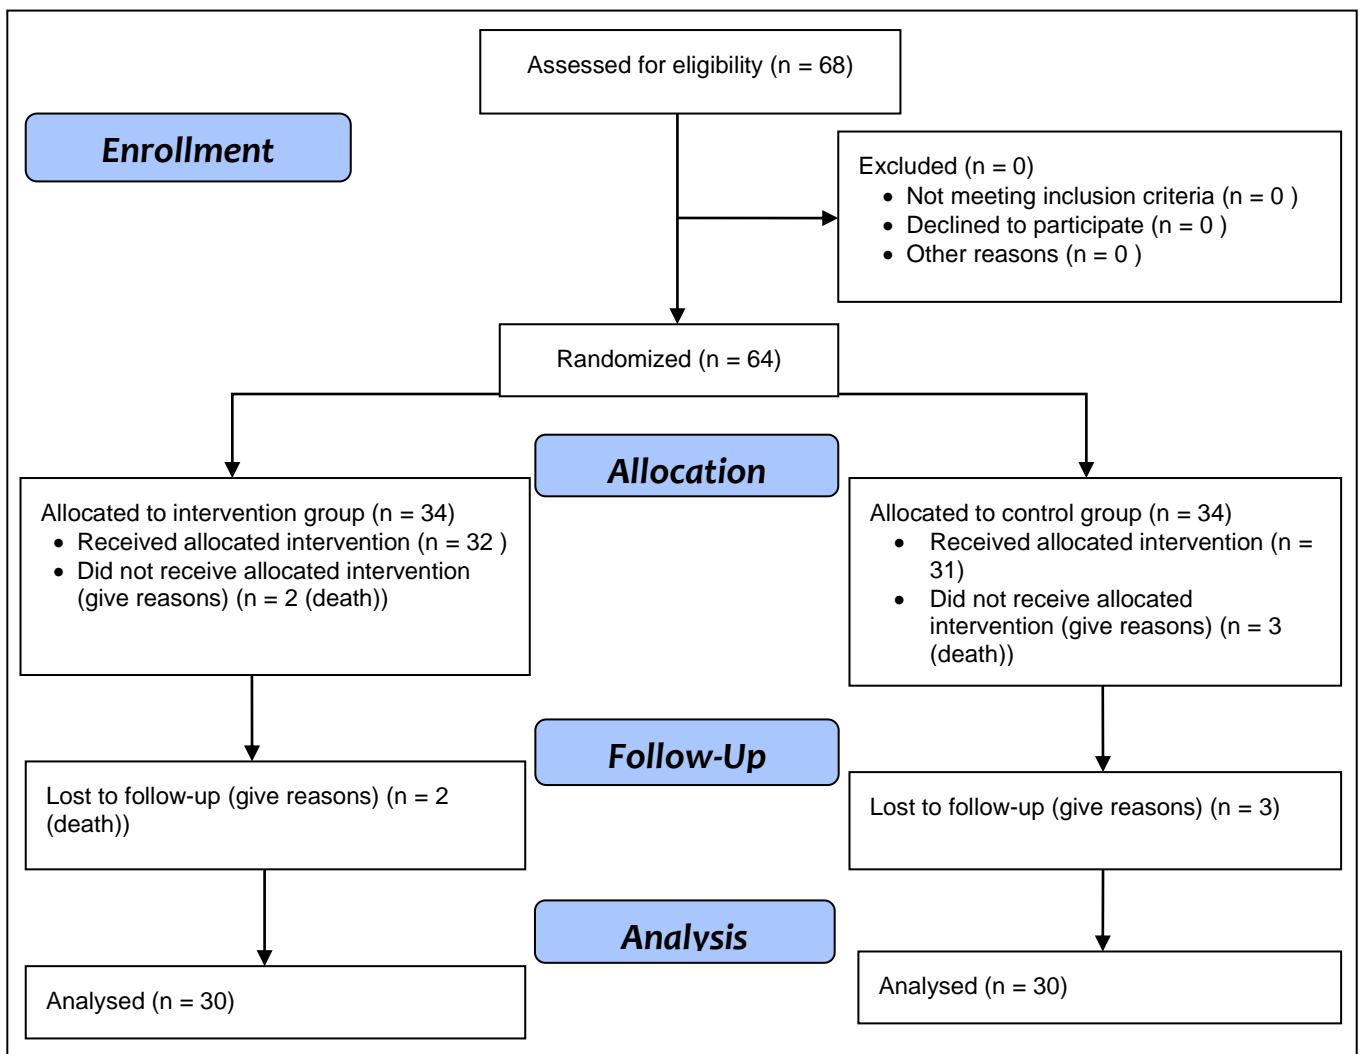 Assessed for eligibility (n = 68)
Enrollment
Excluded (n = 0)
• Not meeting inclusion criteria (n = 0 )
• Declined to participate (n = 0 )
• Other reasons (n = 0 )
Randomized (n = 64)
Allocation
Allocated to intervention group (n = 34)
• Received allocated intervention (n = 32 )
• Did not receive allocated intervention
(give reasons) (n = 2 (death))
Allocated to control group (n = 34)
• Received allocated intervention (n =
31)
• Did not receive allocated
intervention (give reasons) (n = 3
(death))
Follow-Up
Lost to follow-up (give reasons) (n = 2
(death))
Lost to follow-up (give reasons) (n = 3)
Analysis
Analysed (n = 30)
Analysed (n = 30)